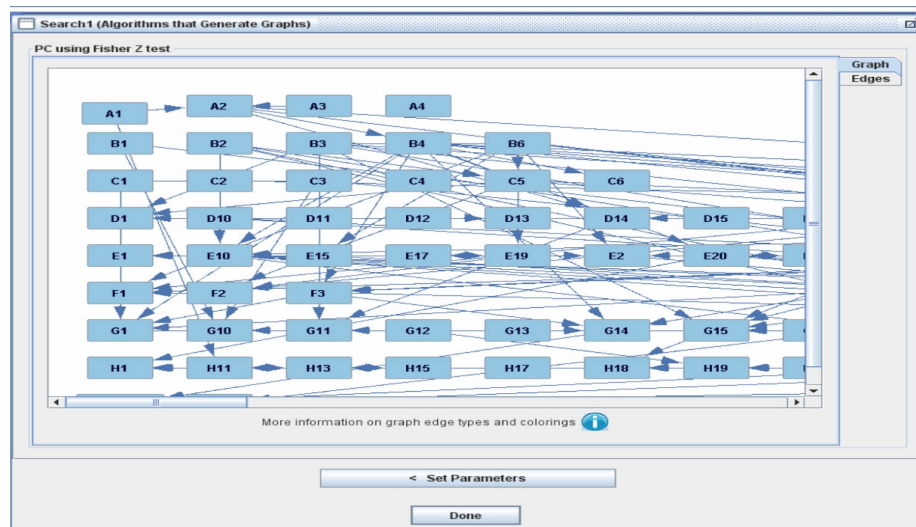 Search1 (Algorithms that Generate Graphs)
PC using Fisher Z test
Graph
Edges
A1 A2 A3 A4
B1 B2 B3 B4 B6
C1 C2 C3 C4 C5 C6
D1 D10 D11 D12 D13 D14 D15
E1 E10 E15 E17 E19 E2 E20
F1 F2 F3
G1 G10 G11 G12 G13 G14 G15
H1 H11 H13 H15 H17 H18 H19
More information on graph edge types and colorings
< Set Parameters
Done